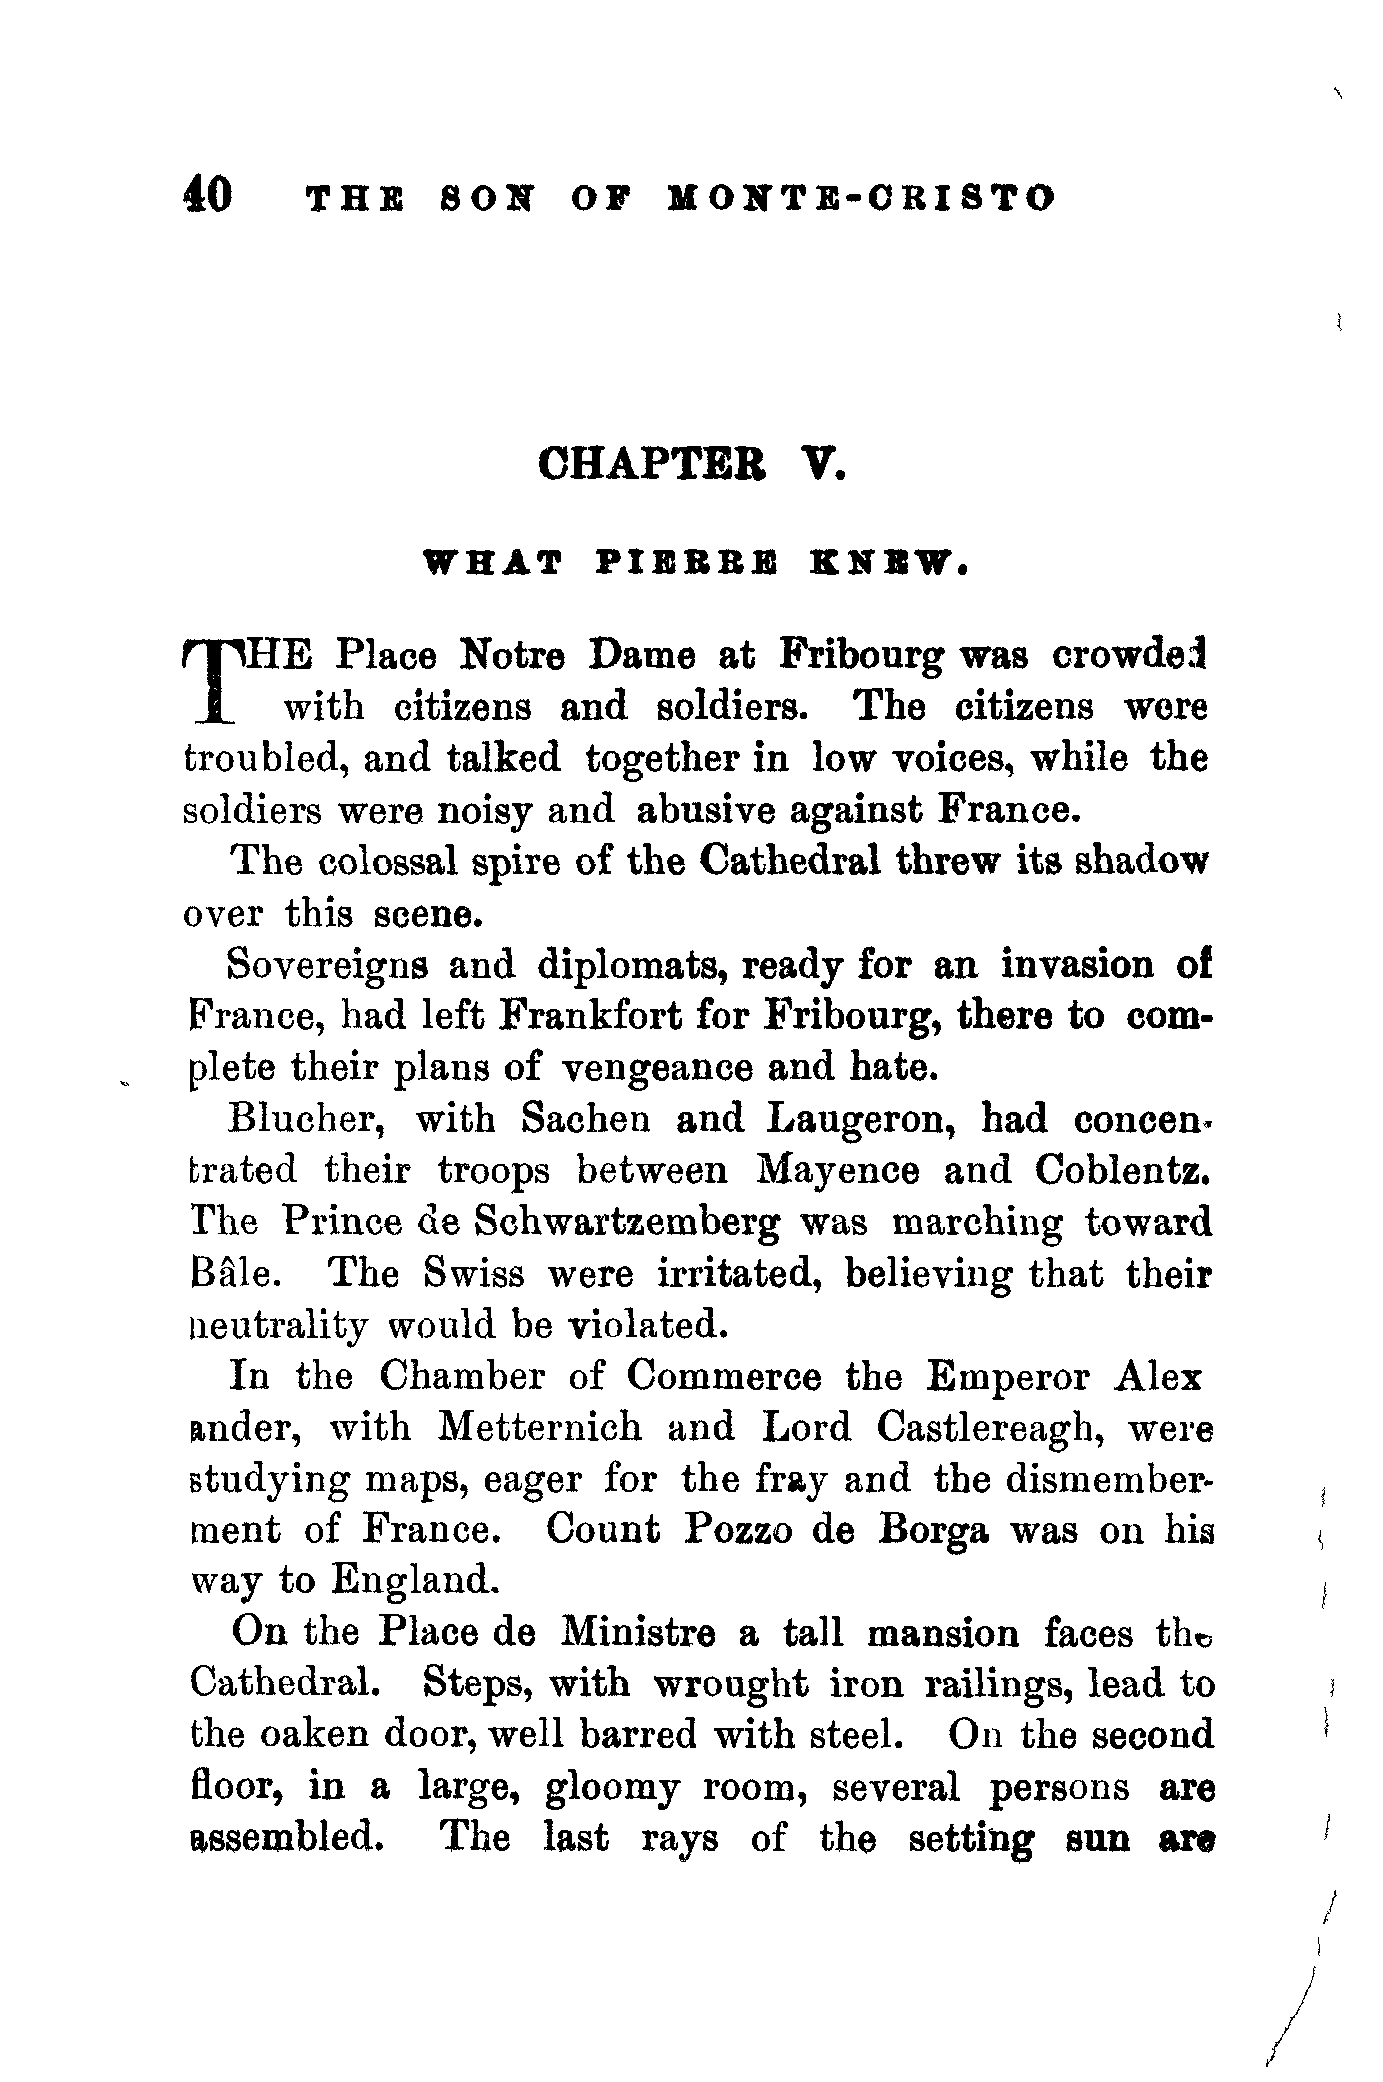 40 THE SON OF MONTE-CRISTO
CHAPTER V.
WHAT PIERRE KNEW.
THE Place Notre Dame at Fribourg was crowded
with citizens and soldiers. The citizens were
troubled, and talked together in low voices, while the
soldiers were noisy and abusive against France.
The colossal spire of the Cathedral threw its shadow
over this scene.
Sovereigns and diplomats, ready for an invasion of
France, had left Frankfort for Fribourg, there to com-
plete their plans of vengeance and hate.
Blucher, with Sachen and Laugeron, had concen-
trated their troops between Mayence and Coblentz.
The Prince de Schwartzemberg was marching toward
Bâle. The Swiss were irritated, believing that their
neutrality would be violated.
In the Chamber of Commerce the Emperor Alex
ander, with Metternich and Lord Castlereagh, were
studying maps, eager for the fray and the dismember-
ment of France. Count Pozzo de Borga was on his
way to England.
On the Place de Ministre a tall mansion faces the
Cathedral. Steps, with wrought iron railings, lead to
the oaken door, well barred with steel. On the second
floor, in a large, gloomy room, several persons are
assembled. The last rays of the setting sun are